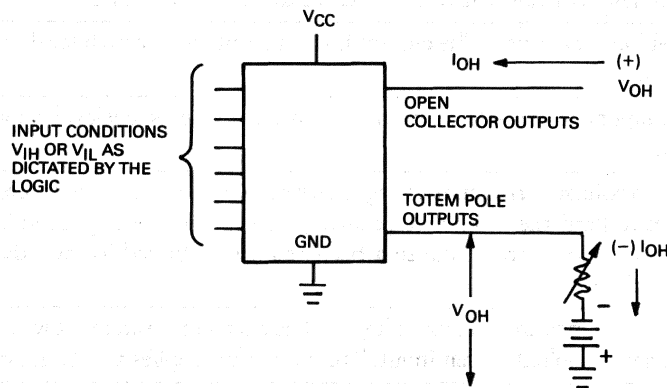 VCC
IOH (+)
VOH
OPEN
COLLECTOR OUTPUTS
INPUT CONDITIONS
VIH OR VIL AS
DICTATED BY THE
LOGIC
TOTEM POLE
OUTPUTS
GND
(−) IOH
VOH
−
+